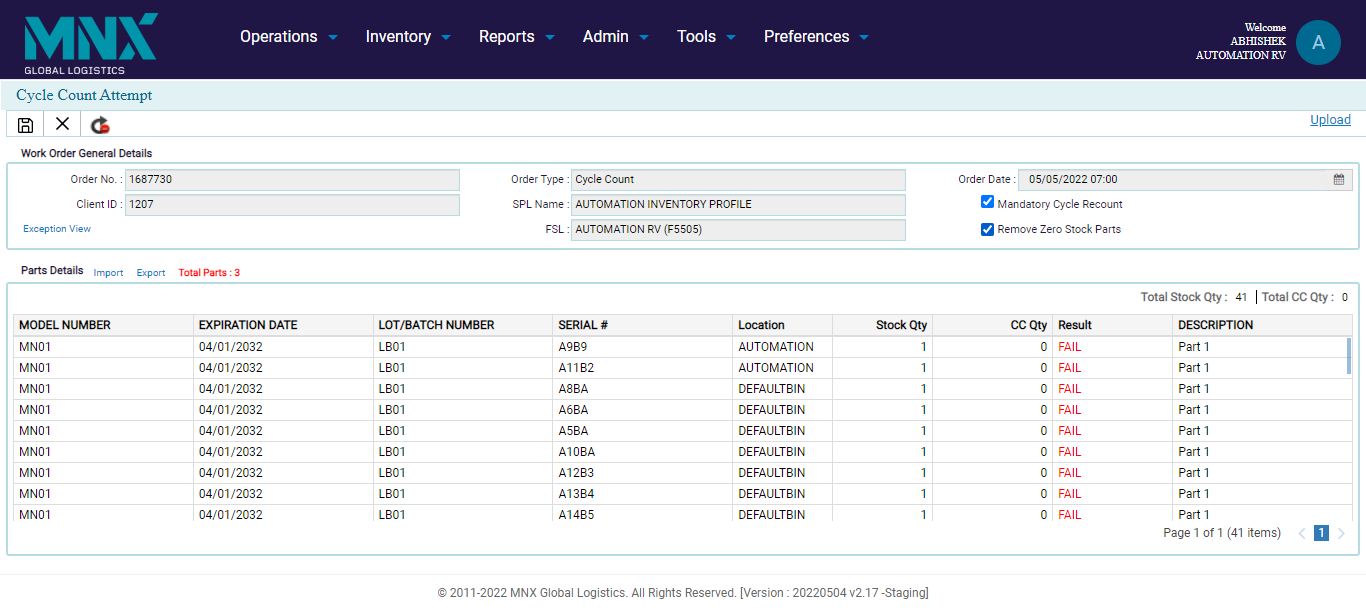 MNX
GLOBAL LOGISTICS
Operations Inventory Reports Admin Tools Preferences
Welcome
ABHISHEK
AUTOMATION RV
A
Cycle Count Attempt
Upload
Work Order General Details
Order No. : 1687730 Order Type : Cycle Count Order Date : 05/05/2022 07:00
Client ID : 1207 SPL Name : AUTOMATION INVENTORY PROFILE Mandatory Cycle Recount
Exception View FSL : AUTOMATION RV (F5505) Remove Zero Stock Parts
Parts Details Import Export Total Parts : 3
Total Stock Qty : 41 Total CC Qty : 0
MODEL NUMBER EXPIRATION DATE LOT/BATCH NUMBER SERIAL # Location Stock Qty CC Qty Result DESCRIPTION
MN01 04/01/2032 LB01 A9B9 AUTOMATION 1 0 FAIL Part 1
MN01 04/01/2032 LB01 A11B2 AUTOMATION 1 0 FAIL Part 1
MN01 04/01/2032 LB01 A8BA DEFAULTBIN 1 0 FAIL Part 1
MN01 04/01/2032 LB01 A6BA DEFAULTBIN 1 0 FAIL Part 1
MN01 04/01/2032 LB01 A5BA DEFAULTBIN 1 0 FAIL Part 1
MN01 04/01/2032 LB01 A10BA DEFAULTBIN 1 0 FAIL Part 1
MN01 04/01/2032 LB01 A12B3 DEFAULTBIN 1 0 FAIL Part 1
MN01 04/01/2032 LB01 A13B4 DEFAULTBIN 1 0 FAIL Part 1
MN01 04/01/2032 LB01 A14B5 DEFAULTBIN 1 0 FAIL Part 1
Page 1 of 1 (41 items) 1
© 2011-2022 MNX Global Logistics. All Rights Reserved. [Version : 20220504 v2.17 -Staging]